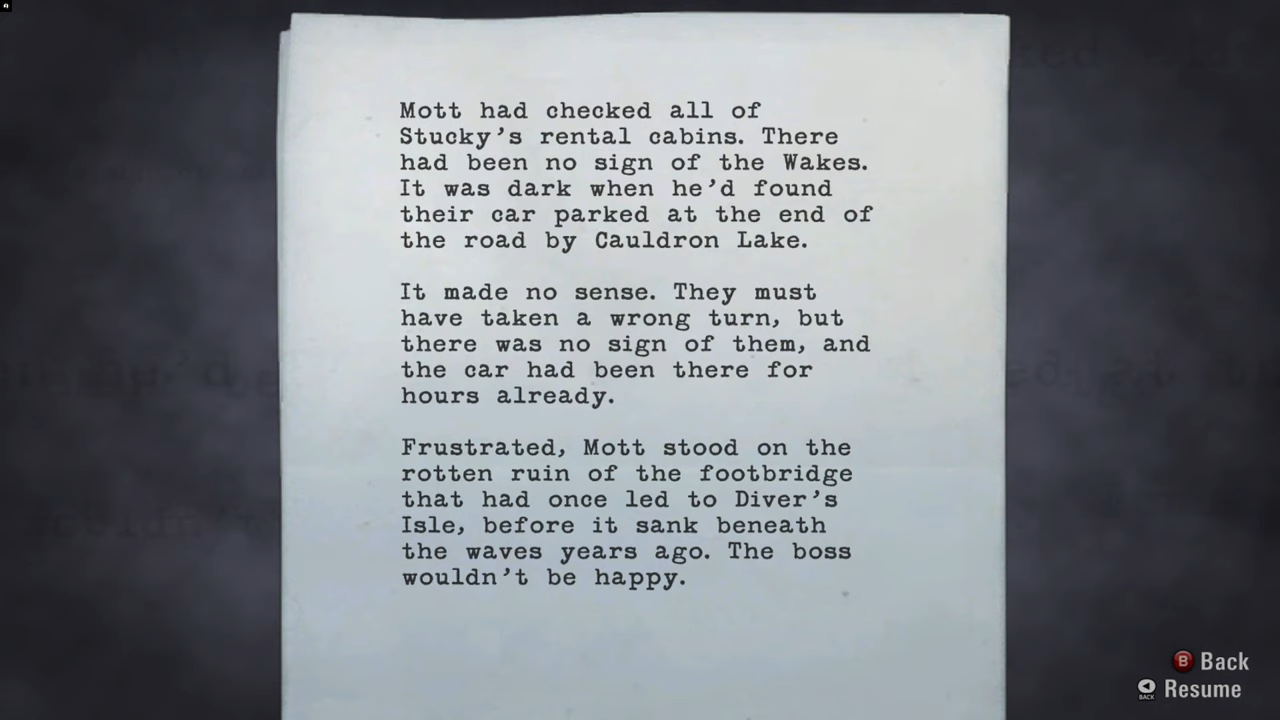 Mott had checked all of
Stucky's rental cabins. There
had been no sign of the Wakes.
It was dark when he'd found
their car parked at the end of
the road by Cauldron Lake.
It made no sense. They must
have taken a wrong turn, but
there was no sign of them, and
the car had been there for
hours already.
Frustrated, Mott stood on the
rotten ruin of the footbridge
that had once led to Diver's
Isle, before it sank beneath
the waves years ago. The boss
wouldn't be happy.
B Back
BACK Resume